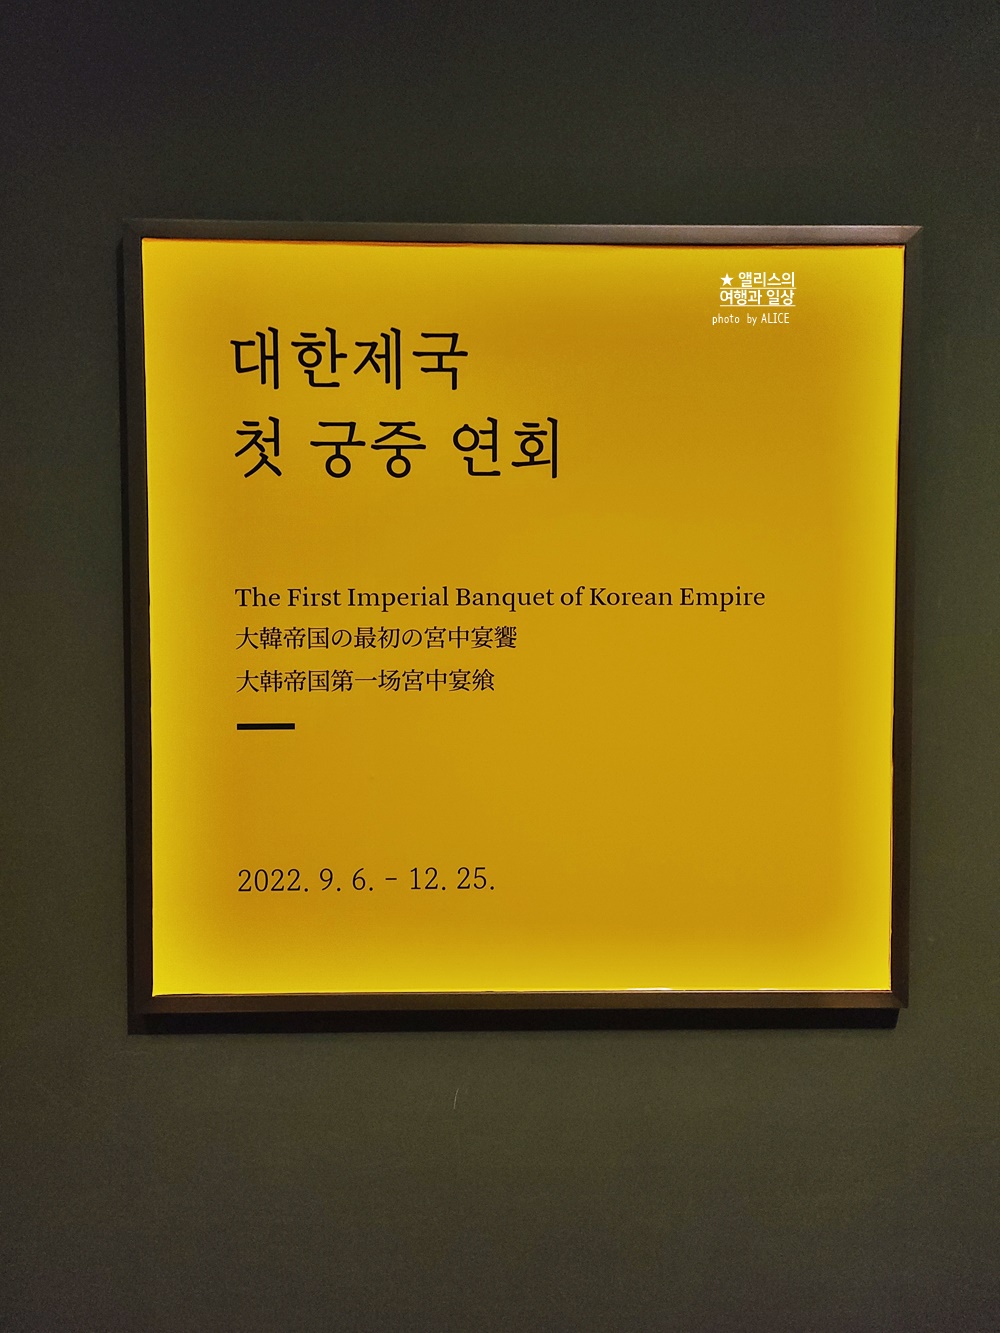 ★ 앨리스의
여행과 일상
photo by ALICE
대한제국
첫 궁중 연회
The First Imperial Banquet of Korean Empire
大韓帝国の最初の宮中宴饗
大韩帝国第一场宫中宴飨
2022. 9. 6. - 12. 25.